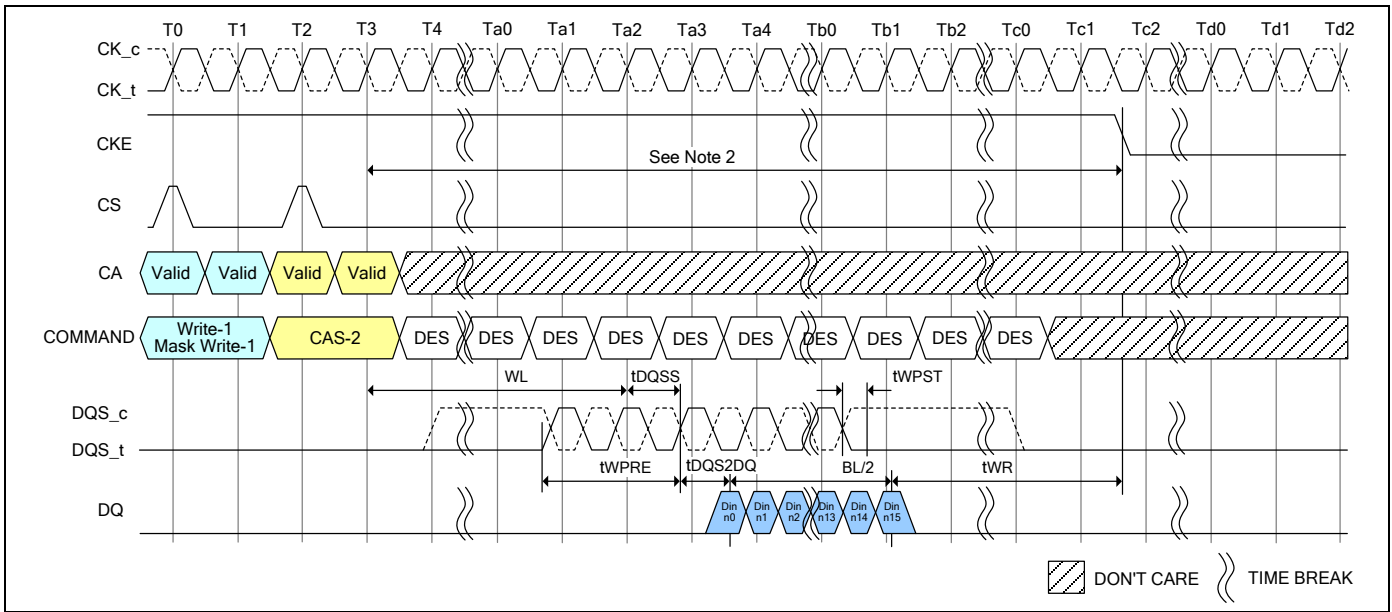 T0 T1 T2 T3 T4 Ta0 Ta1 Ta2 Ta3 Ta4 Tb0 Tb1 Tb2 Tc0 Tc1 Tc2 Td0 Td1 Td2
CK_c
CK_t
CKE
See Note 2
CS
CA Valid Valid Valid Valid
COMMAND Write-1 Mask Write-1 CAS-2 DES DES DES DES DES DES DES DES DES DES
WL tDQSS tWPST
DQS_c
DQS_t
tWPRE tDQS2DQ BL/2 tWR
DQ Din n0 Din n1 Din n2 Din n13 Din n14 Din n15
DON'T CARE TIME BREAK